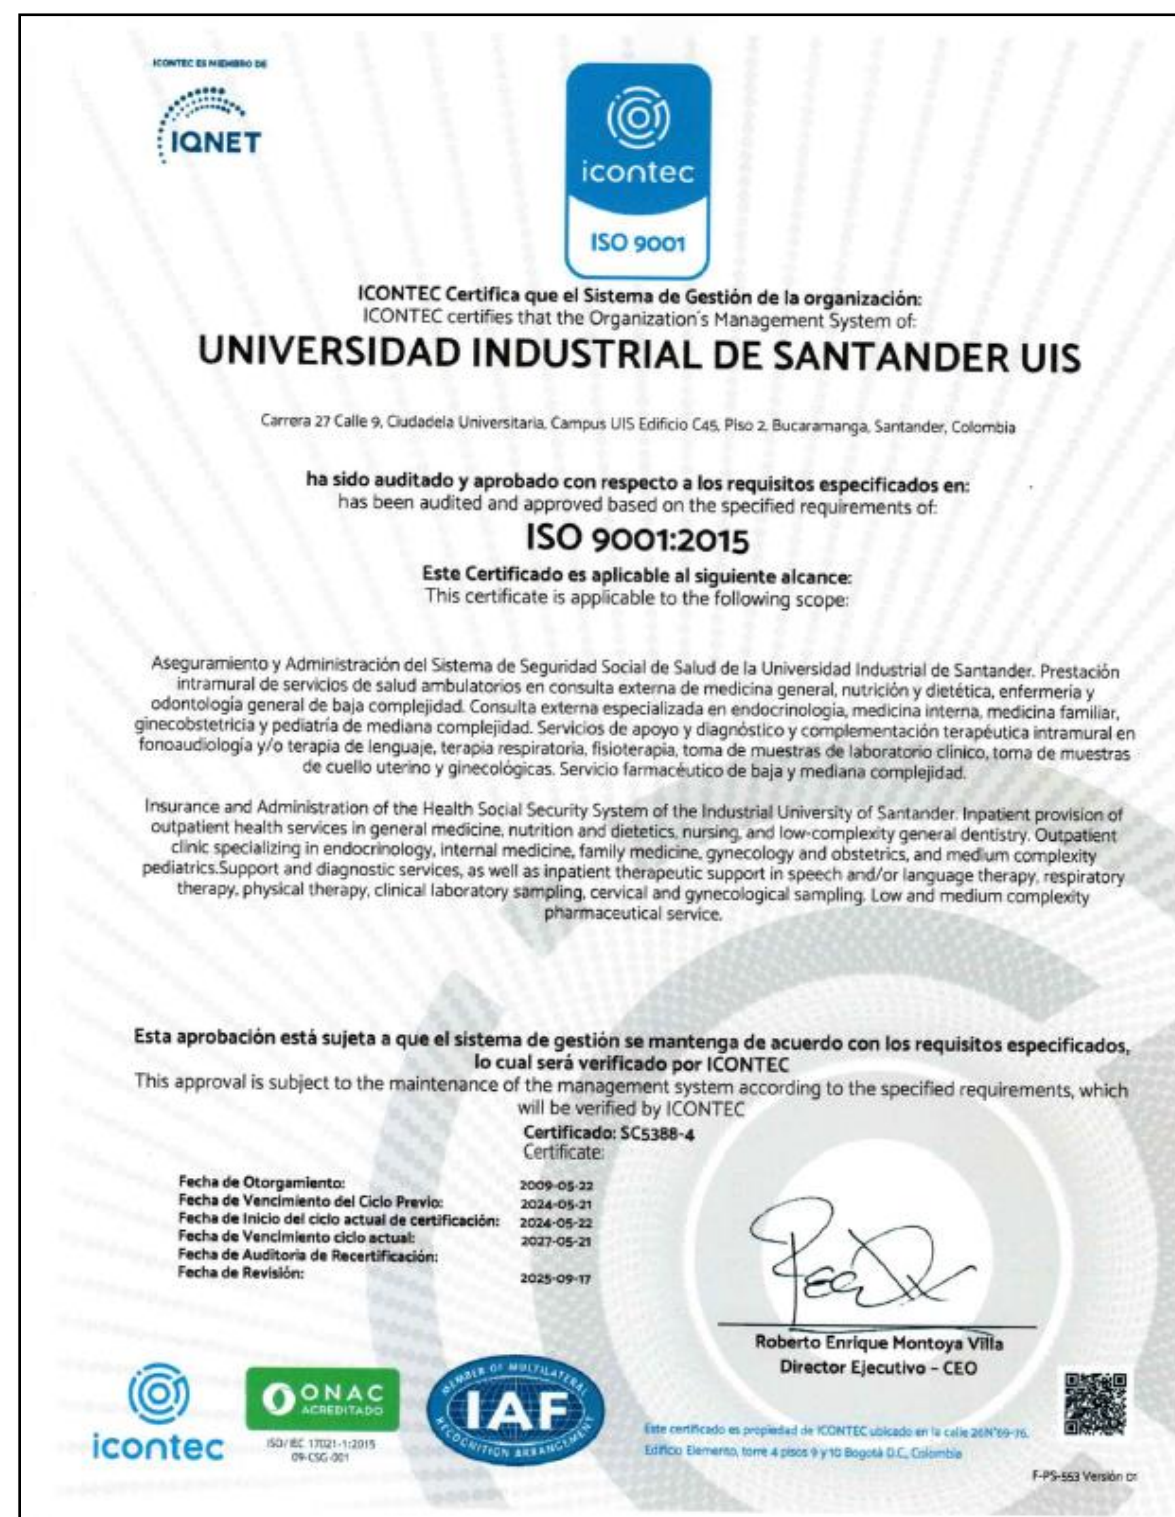 ICONTEC ES MIEMBRO DE
IQNET
icontec
ISO 9001
ICONTEC Certifica que el Sistema de Gestión de la organización:
ICONTEC certifies that the Organization's Management System of:
UNIVERSIDAD INDUSTRIAL DE SANTANDER UIS
Carrera 27 Calle 9, Ciudadela Universitaria, Campus UIS Edificio C45, Piso 2, Bucaramanga, Santander, Colombia
ha sido auditado y aprobado con respecto a los requisitos especificados en:
has been audited and approved based on the specified requirements of:
ISO 9001:2015
Este Certificado es aplicable al siguiente alcance:
This certificate is applicable to the following scope:
Aseguramiento y Administración del Sistema de Seguridad Social de Salud de la Universidad Industrial de Santander. Prestación
intramural de servicios de salud ambulatorios en consulta externa de medicina general, nutrición y dietética, enfermería y
odontología general de baja complejidad. Consulta externa especializada en endocrinología, medicina interna, medicina familiar,
ginecobstetricia y pediatría de mediana complejidad. Servicios de apoyo y diagnóstico y complementación terapéutica intramural en
fonoaudiología y/o terapia de lenguaje, terapia respiratoria, fisioterapia, toma de muestras de laboratorio clínico, toma de muestras
de cuello uterino y ginecológicas. Servicio farmacéutico de baja y mediana complejidad.
Insurance and Administration of the Health Social Security System of the Industrial University of Santander. Inpatient provision of
outpatient health services in general medicine, nutrition and dietetics, nursing, and low-complexity general dentistry. Outpatient
clinic specializing in endocrinology, internal medicine, family medicine, gynecology and obstetrics, and medium complexity
pediatrics.Support and diagnostic services, as well as inpatient therapeutic support in speech and/or language therapy, respiratory
therapy, physical therapy, clinical laboratory sampling, cervical and gynecological sampling. Low and medium complexity
pharmaceutical service.
Esta aprobación está sujeta a que el sistema de gestión se mantenga de acuerdo con los requisitos especificados,
lo cual será verificado por ICONTEC
This approval is subject to the maintenance of the management system according to the specified requirements, which
will be verified by ICONTEC
Certificado: SC5388-4
Certificate:
Fecha de Otorgamiento: 2009-05-22
Fecha de Vencimiento del Ciclo Previo: 2024-05-21
Fecha de Inicio del ciclo actual de certificación: 2024-05-22
Fecha de Vencimiento ciclo actual: 2027-05-21
Fecha de Auditoria de Recertificación:
Fecha de Revisión: 2025-09-17
Roberto Enrique Montoya Villa
Director Ejecutivo - CEO
icontec
ONAC
ACREDITADO
ISO/IEC 17021-1:2015
09-CSG-001
MEMBER OF MULTILATERAL
IAF
RECOGNITION ARRANGEMENT
Este certificado es propiedad de ICONTEC ubicado en la calle 26N°69-76,
Edificio Elemento, torre 4 pisos 9 y 10 Bogotá D.C., Colombia
F-PS-553 Versión 01